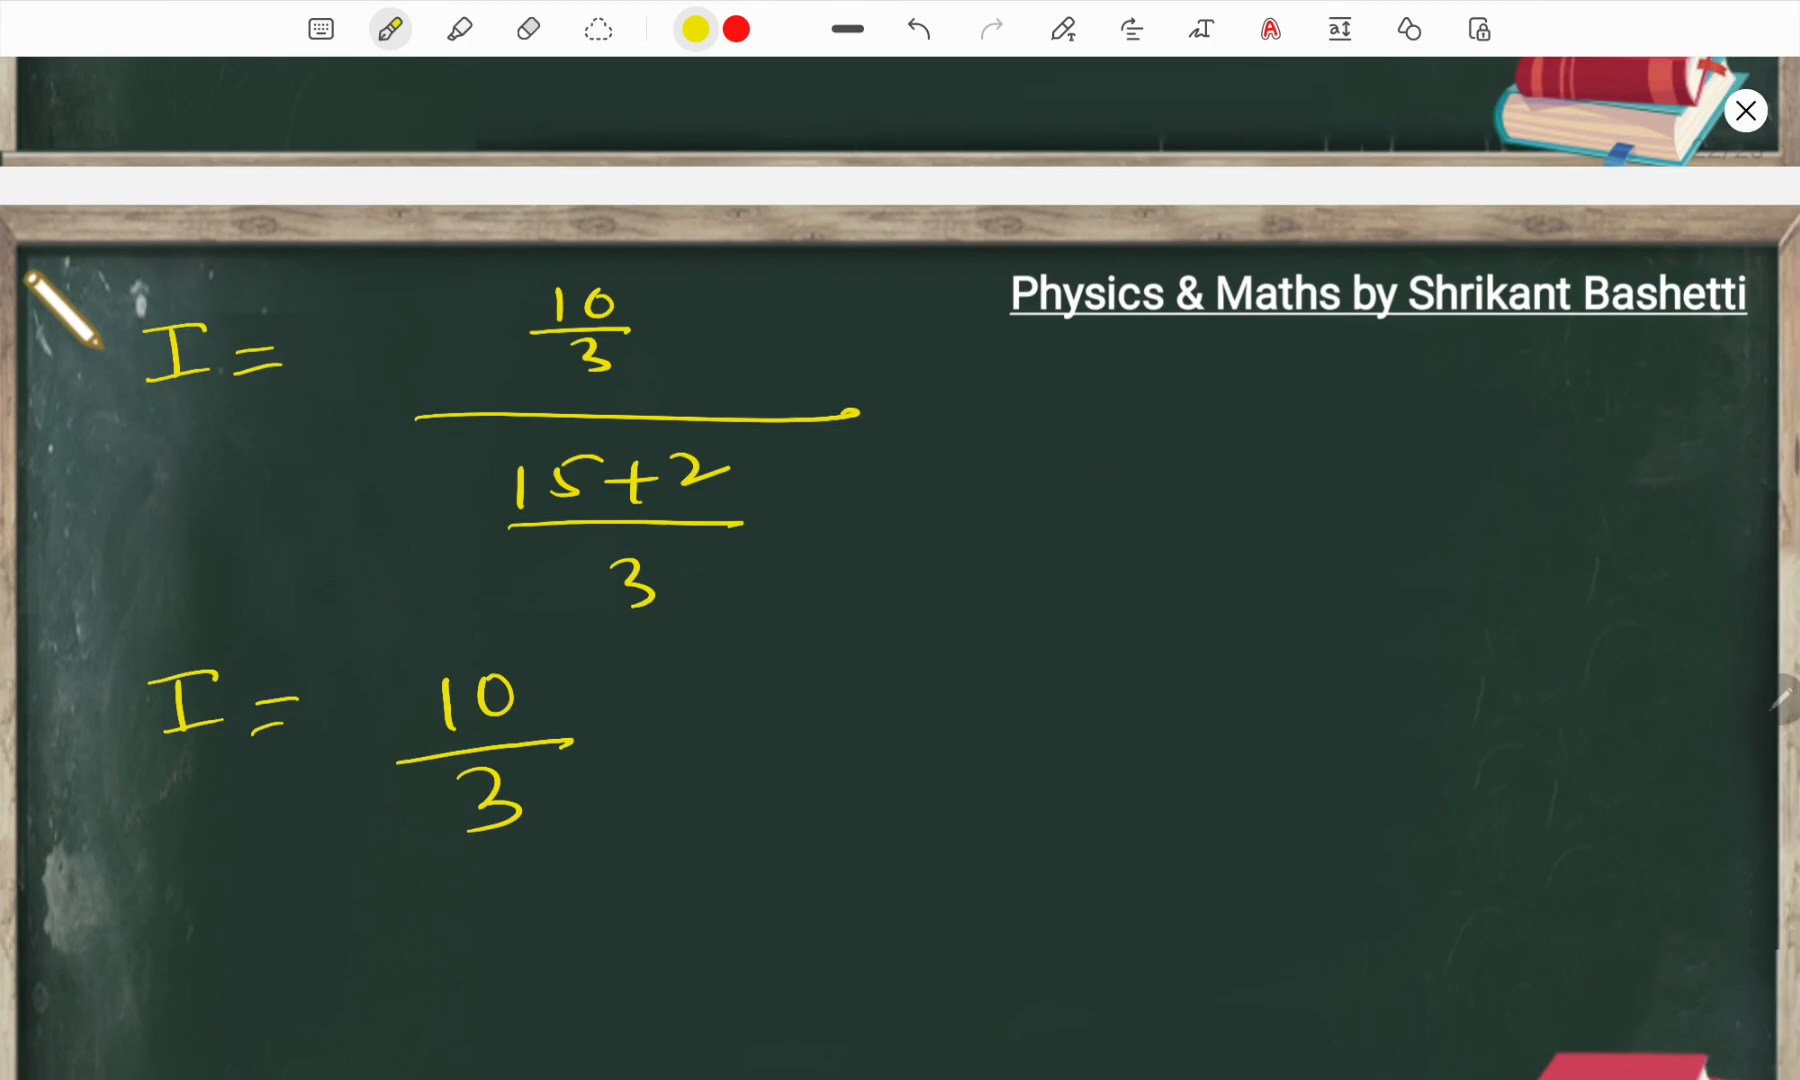 Physics & Maths by Shrikant Bashetti
I = 10
3
15+2
3
I = 10
3